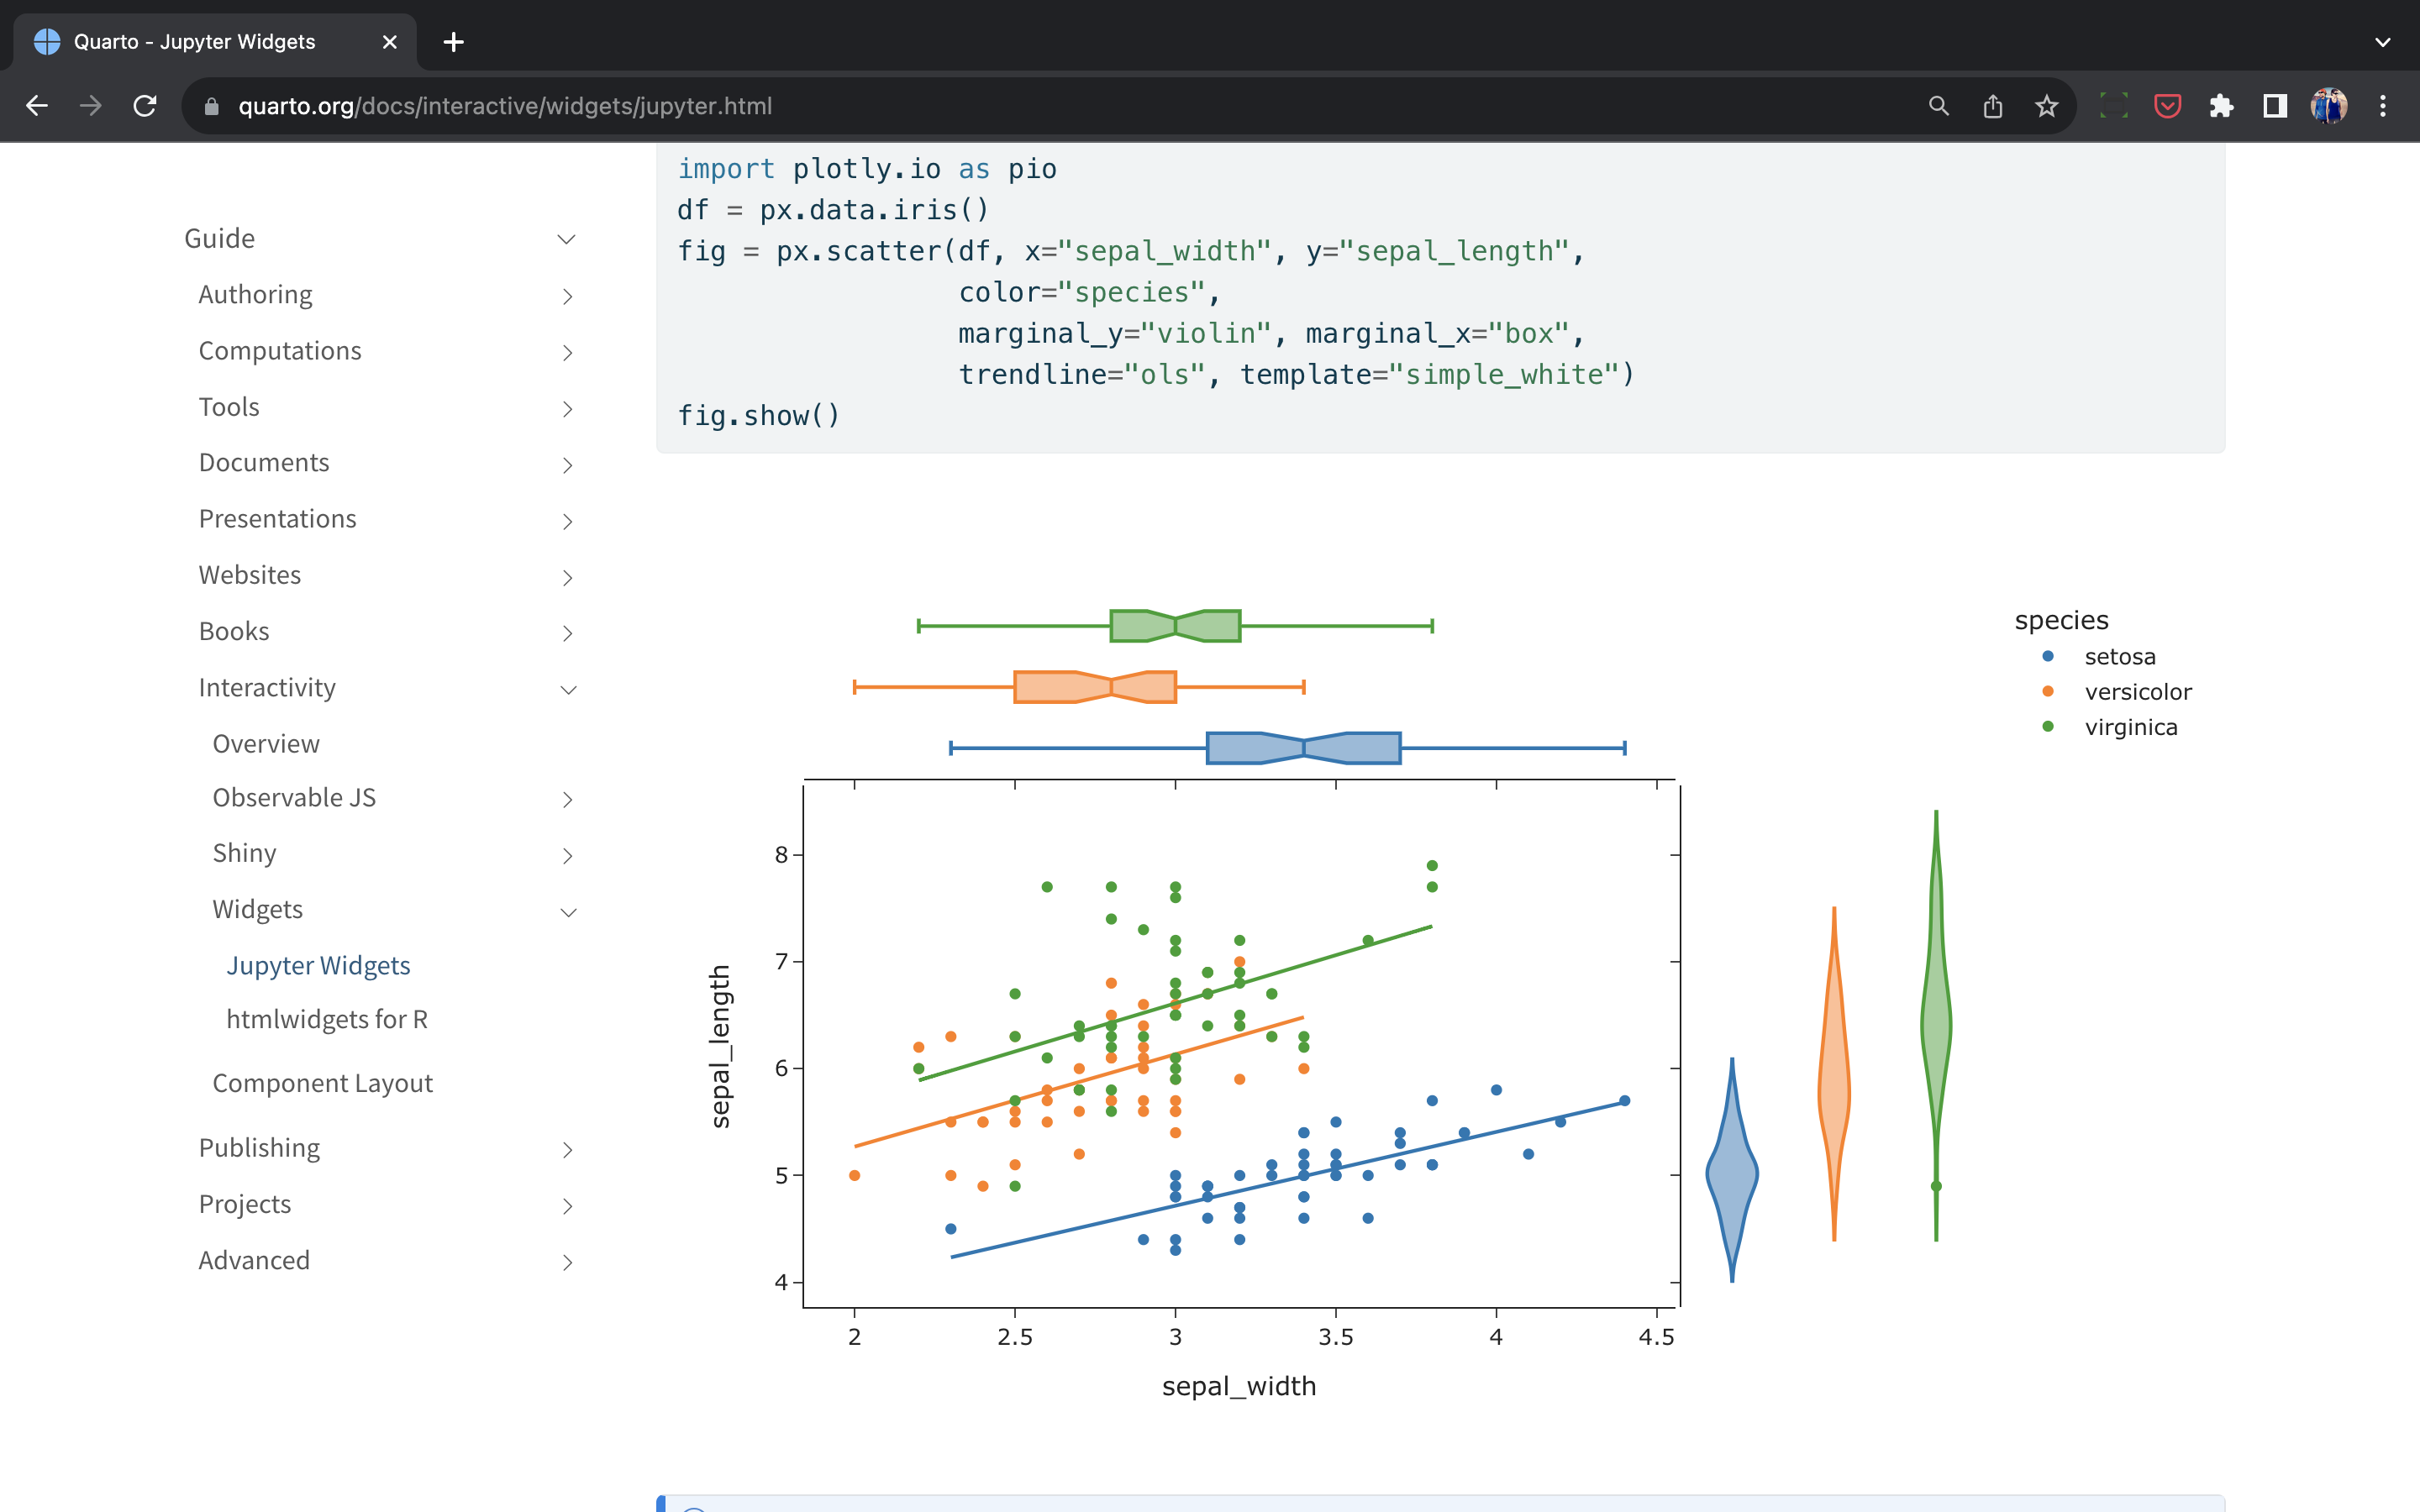 Quarto - Jupyter Widgets
quarto.org/docs/interactive/widgets/jupyter.html
Guide
Authoring
Computations
Tools
Documents
Presentations
Websites
Books
Interactivity
Overview
Observable JS
Shiny
Widgets
Jupyter Widgets
htmlwidgets for R
Component Layout
Publishing
Projects
Advanced
import plotly.io as pio
df = px.data.iris()
fig = px.scatter(df, x="sepal_width", y="sepal_length",
color="species",
marginal_y="violin", marginal_x="box",
trendline="ols", template="simple_white")
fig.show()
species
setosa
versicolor
virginica
sepal_length
8
7
6
5
4
2 2.5 3 3.5 4 4.5
sepal_width